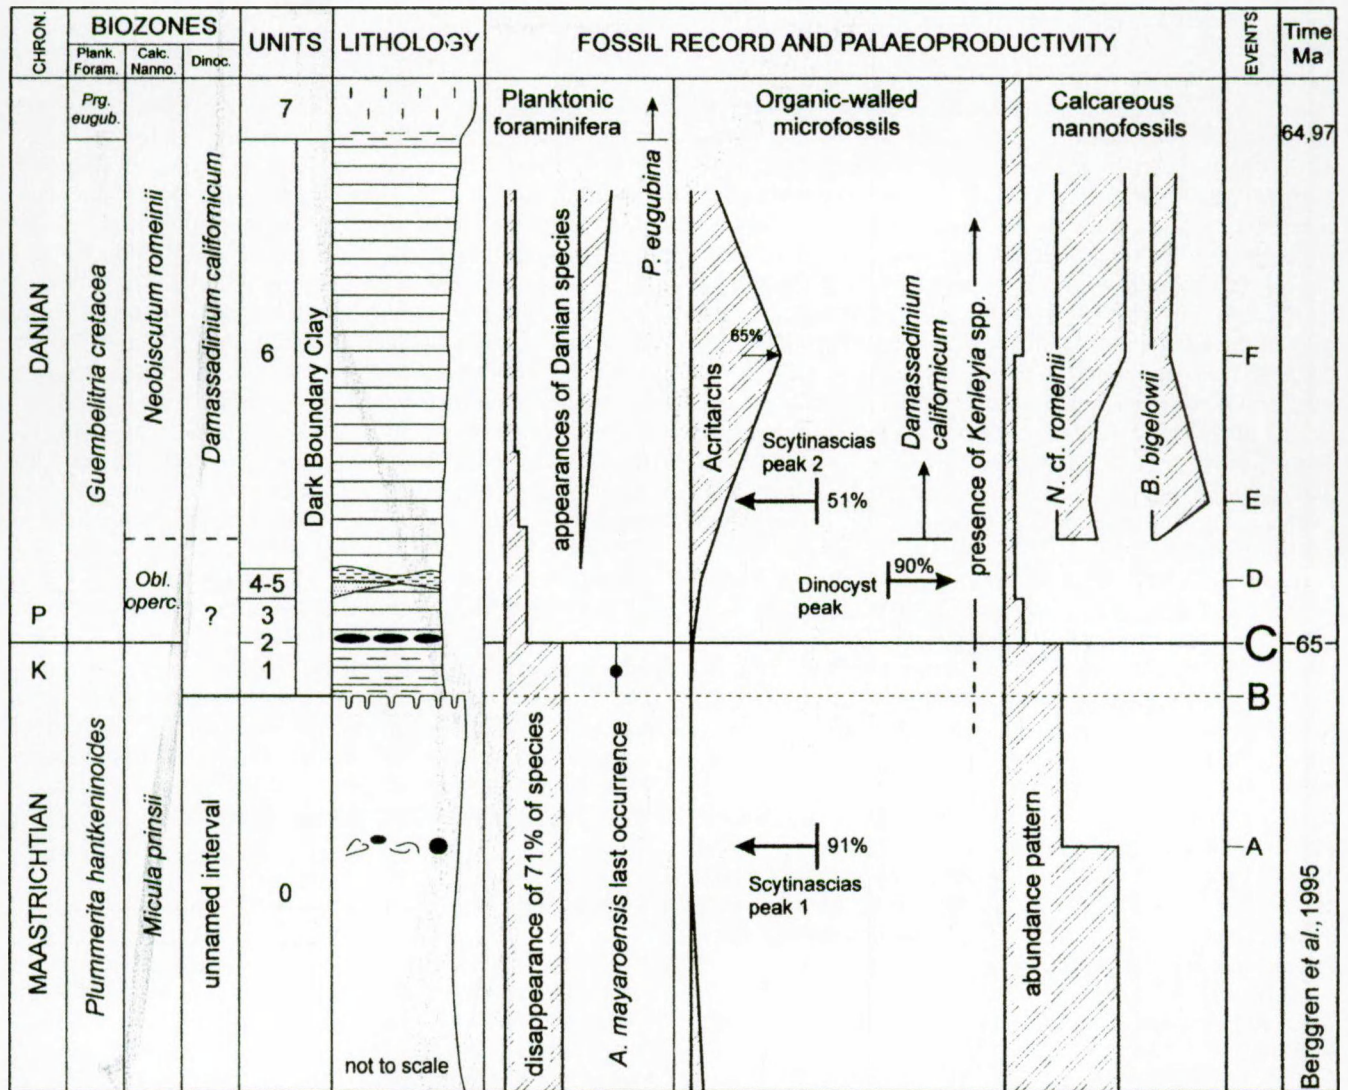 CHRON.
BIOZONES
Plank.
Foram.
Calc.
Nanno.
Dinoc.
UNITS
LITHOLOGY
FOSSIL RECORD AND PALAEOPRODUCTIVITY
EVENTS
Time
Ma
Prg.
eugub.
7
Planktonic
foraminifera
P. eugubina
Organic-walled
microfossils
Calcareous
nannofossils
64,97
DANIAN
Guembelitria cretacea
Neobiscutum romeinii
Damassadinium californicum
6
Dark Boundary Clay
appearances of Danian species
Acritarchs
65%
Scytinascias
peak 2
51%
Damassadinium
californicum
presence of Kenleyia spp.
N. cf. romeinii
B. bigelowii
F
E
Obl.
operc.
?
4-5
3
2
1
Dinocyst
peak
90%
D
P
K
C
65
B
MAASTRICHTIAN
Plummerita hantkeninoides
Micula prinsii
unnamed interval
0
not to scale
disappearance of 71% of species
A. mayaroensis last occurrence
91%
Scytinascias
peak 1
abundance pattern
A
Berggren et al.,1995